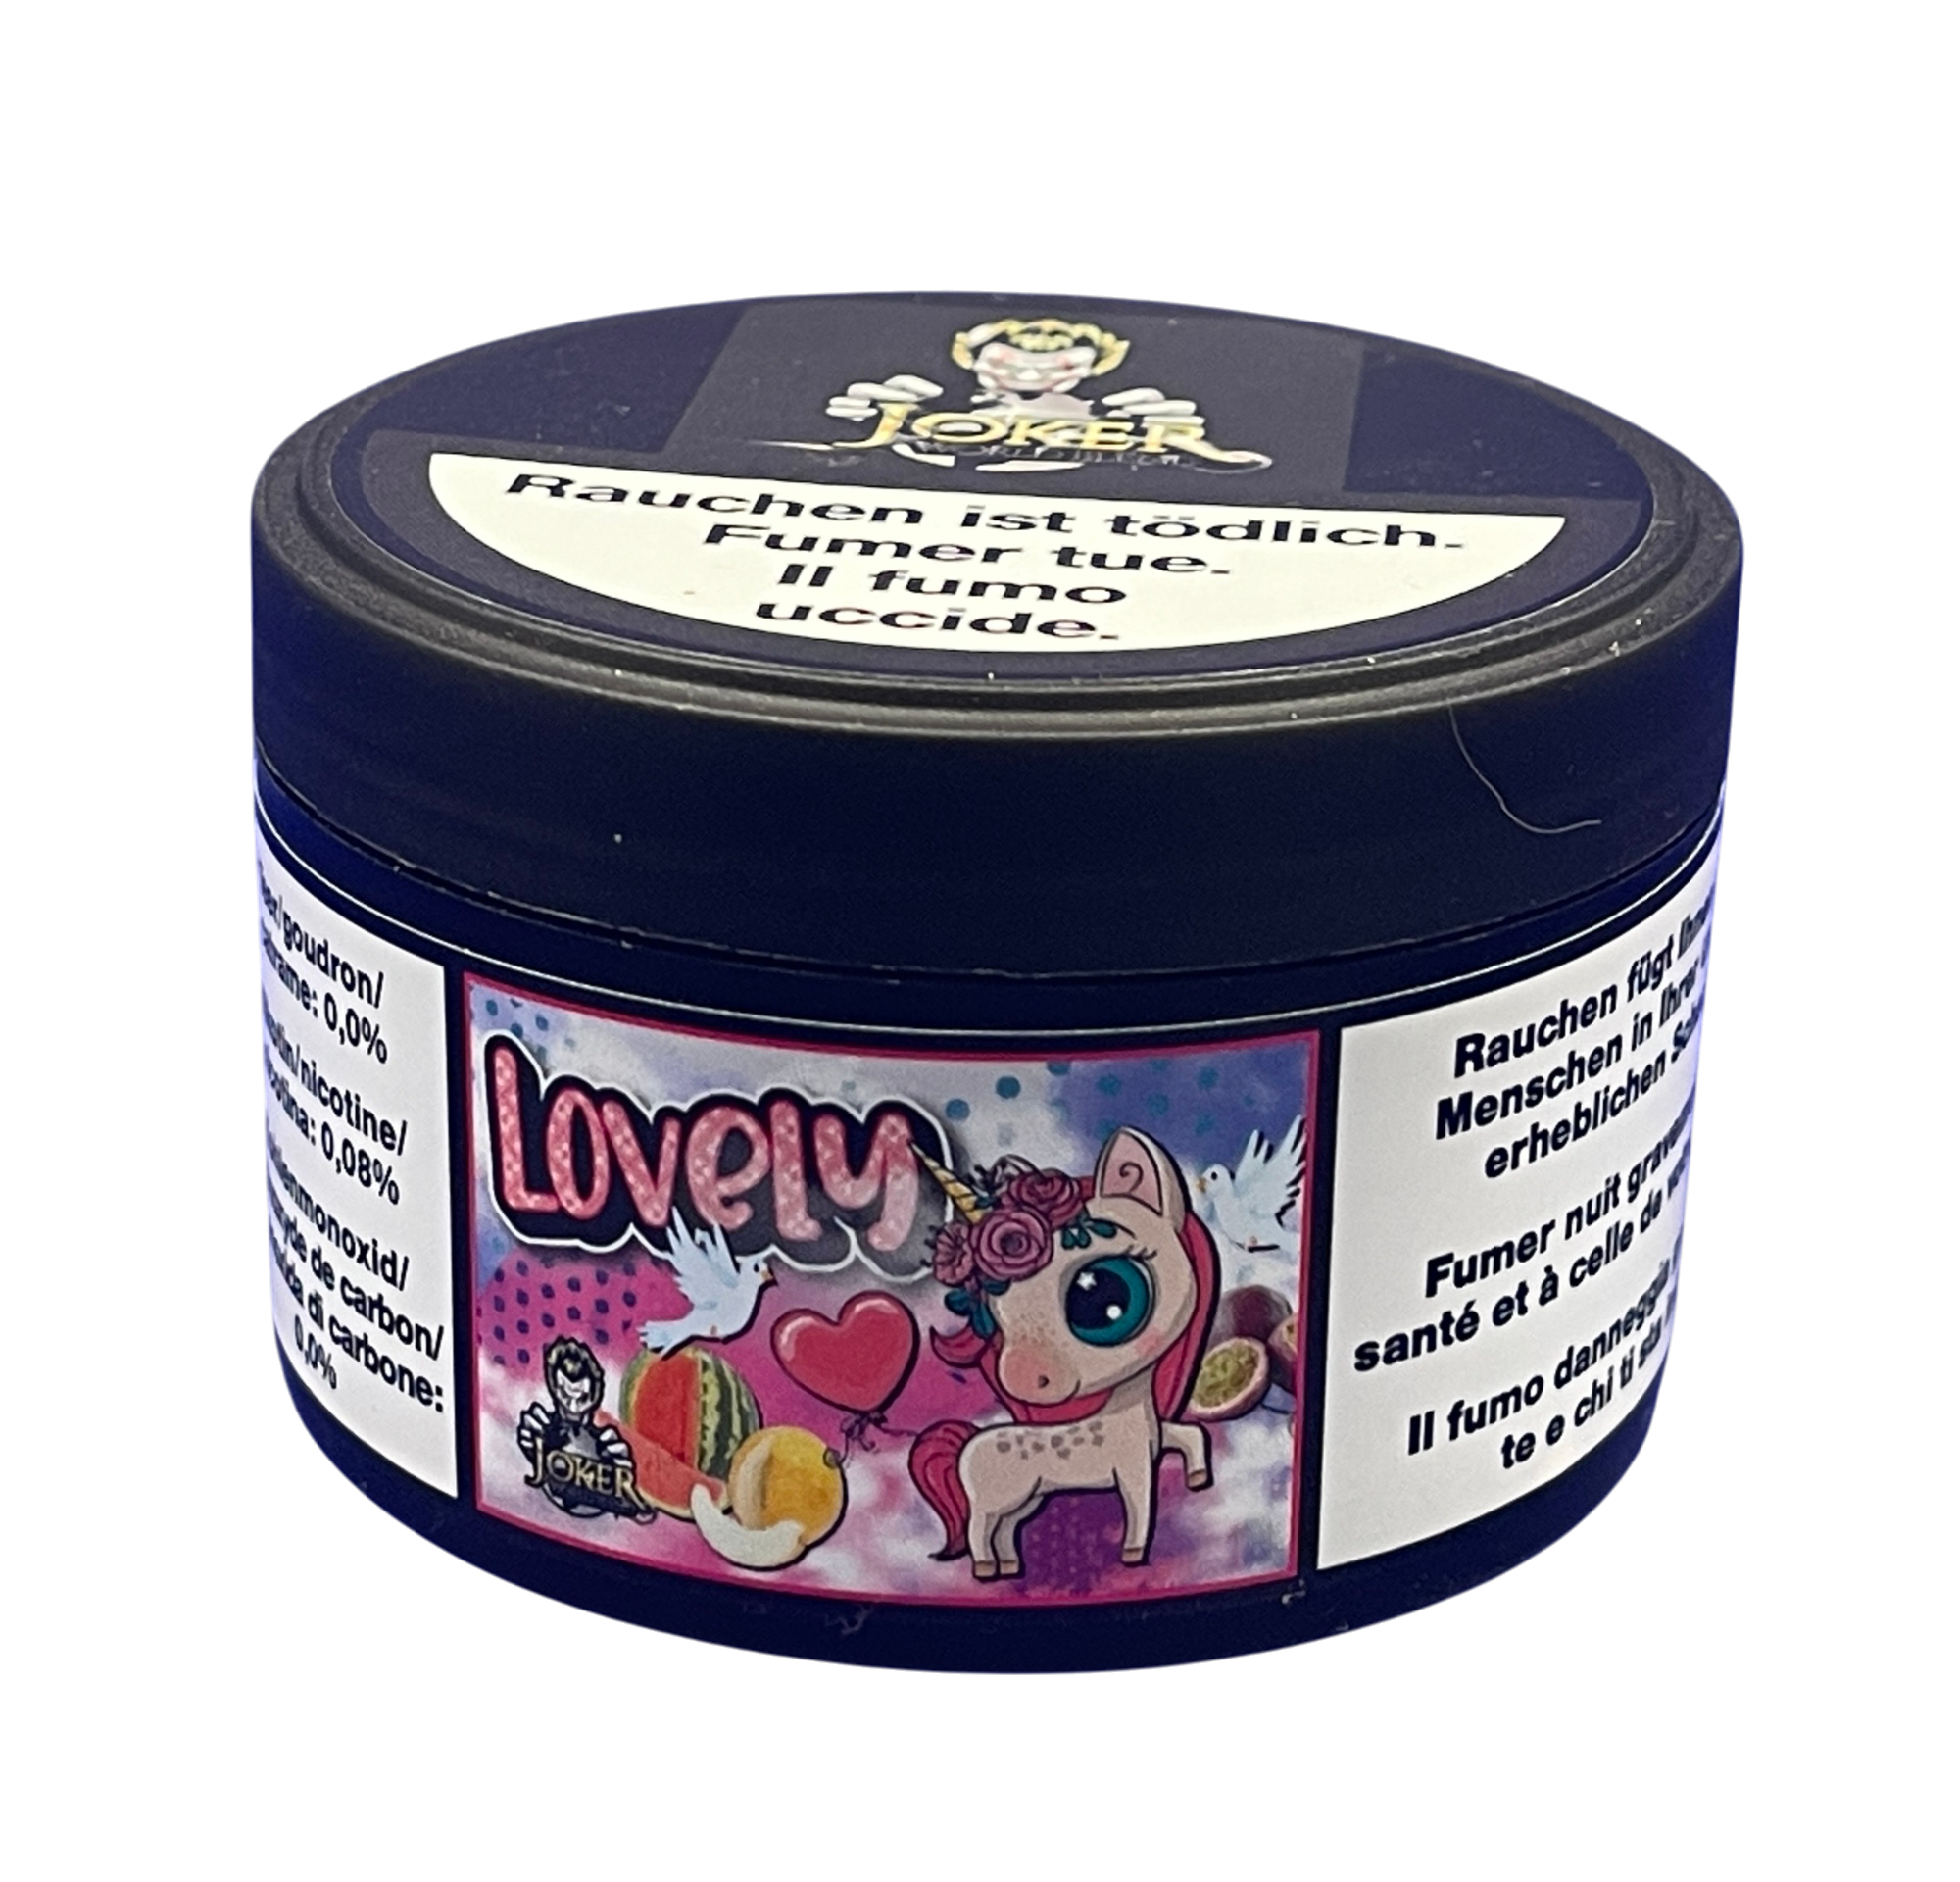 JOKER
Rauchen ist tödlich.
Fumer tue.
Il fumo
uccide.
goudron/
0,0%
nicotine/
0,08%
de carbon/
di carbone:
0,0%
Lovely
JOKER
Rauchen fügt
Menschen in Ihrer
erheblichen
Fumer nuit
santé et à celle de
Il fumo
te e chi ti sta